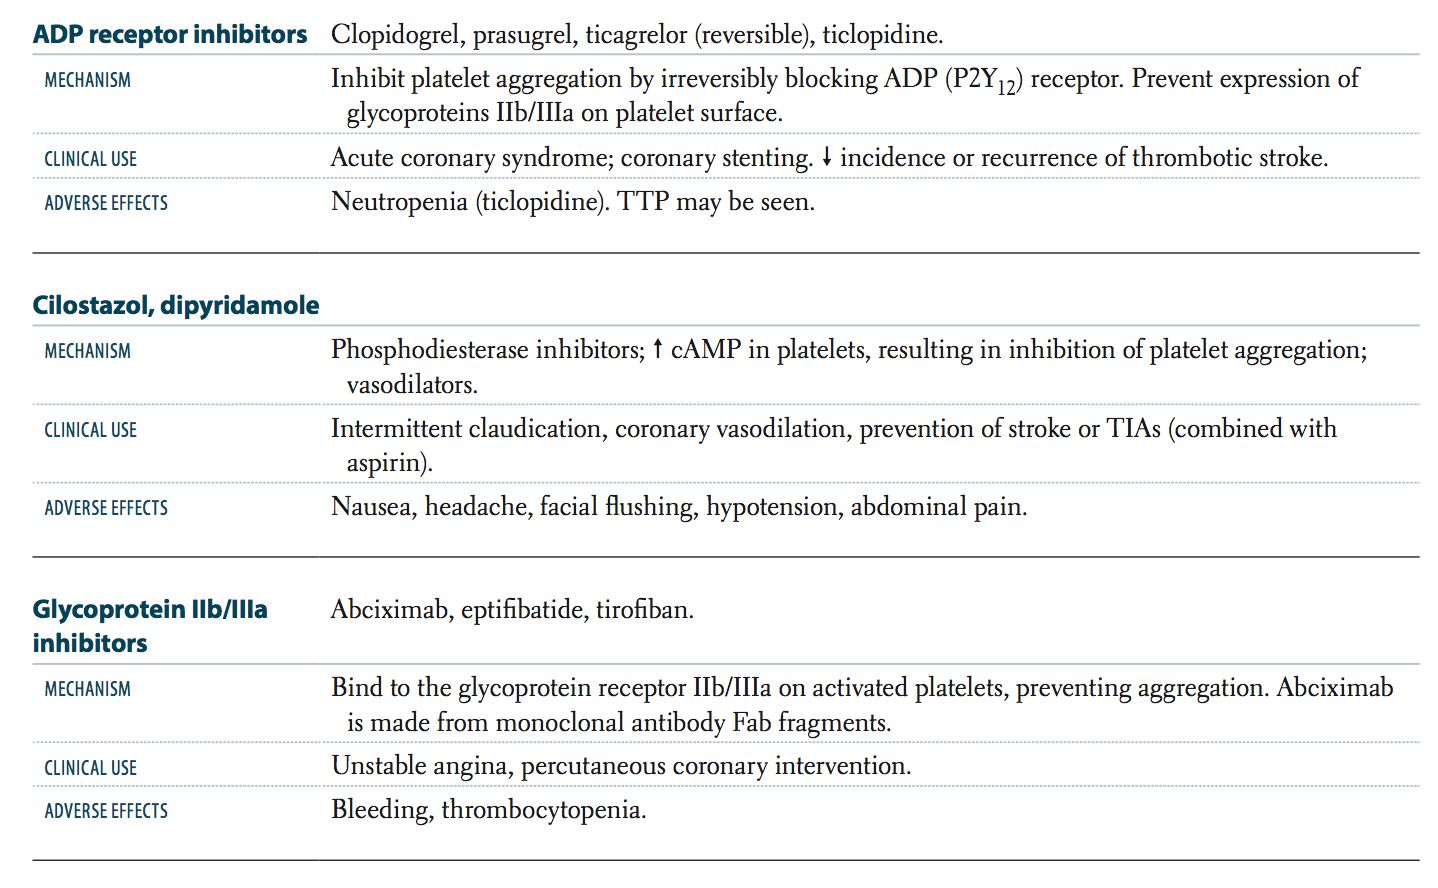 ADP receptor inhibitors Clopidogrel, prasugrel, ticagrelor (reversible), ticlopidine.
MECHANISM Inhibit platelet aggregation by irreversibly blocking ADP (P2Y12) receptor. Prevent expression of
glycoproteins IIb/IIIa on platelet surface.
CLINICAL USE Acute coronary syndrome; coronary stenting. ↓ incidence or recurrence of thrombotic stroke.
ADVERSE EFFECTS Neutropenia (ticlopidine). TTP may be seen.
Cilostazol, dipyridamole
MECHANISM Phosphodiesterase inhibitors; ↑ cAMP in platelets, resulting in inhibition of platelet aggregation;
vasodilators.
CLINICAL USE Intermittent claudication, coronary vasodilation, prevention of stroke or TIAs (combined with
aspirin).
ADVERSE EFFECTS Nausea, headache, facial flushing, hypotension, abdominal pain.
Glycoprotein IIb/IIIa Abciximab, eptifibatide, tirofiban.
inhibitors
MECHANISM Bind to the glycoprotein receptor IIb/IIIa on activated platelets, preventing aggregation. Abciximab
is made from monoclonal antibody Fab fragments.
CLINICAL USE Unstable angina, percutaneous coronary intervention.
ADVERSE EFFECTS Bleeding, thrombocytopenia.